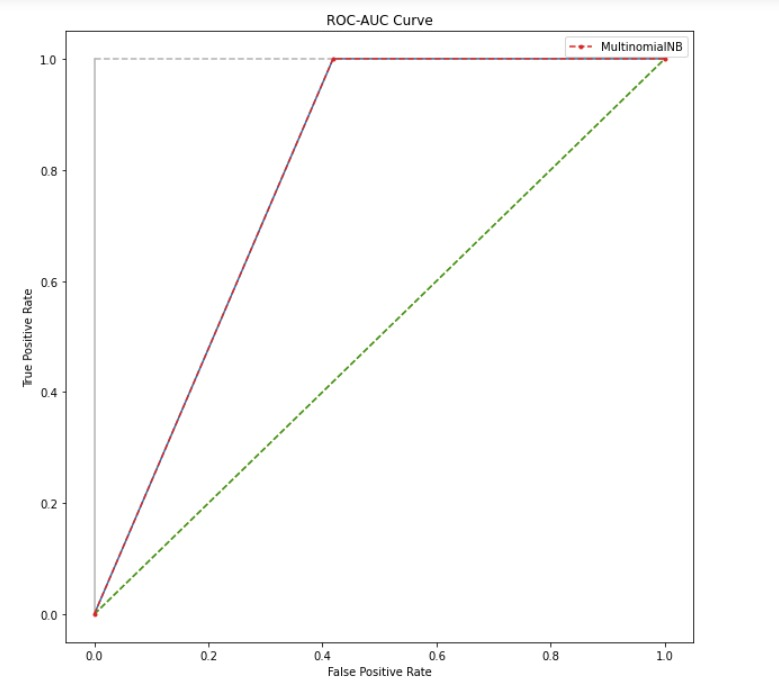 ROC-AUC Curve
MultinomialNB
1.0
0.8
0.6
0.4
0.2
0.0
True Positive Rate
0.0 0.2 0.4 0.6 0.8 1.0
False Positive Rate